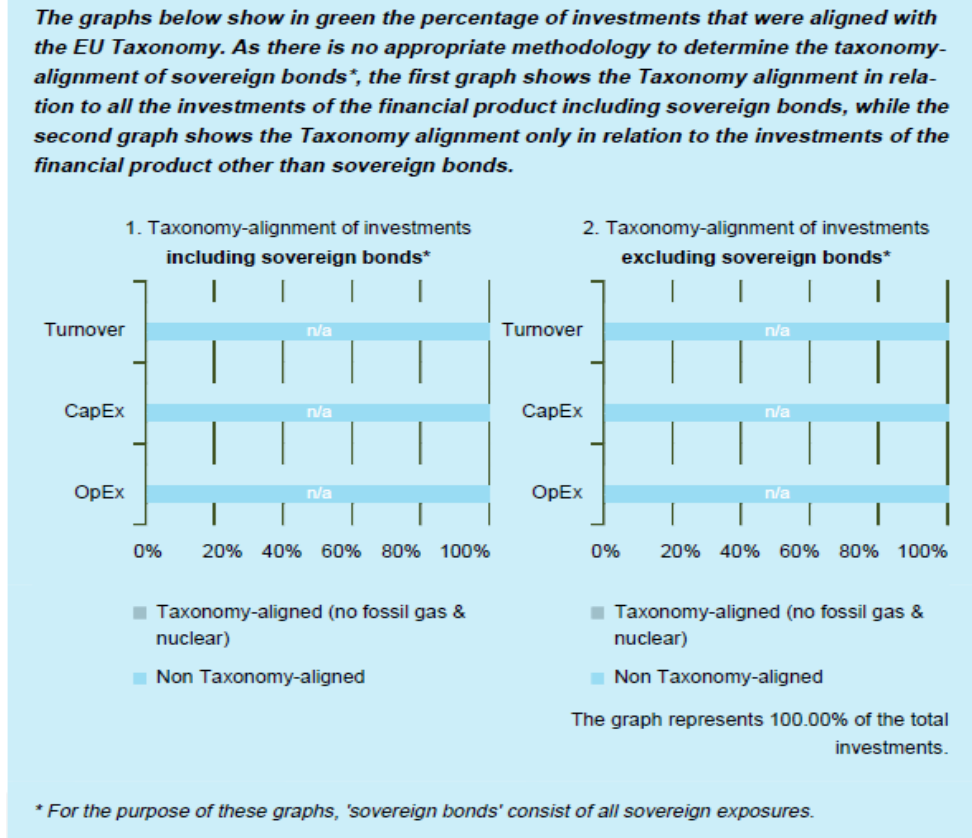 The graphs below show in green the percentage of investments that were aligned with
the EU Taxonomy. As there is no appropriate methodology to determine the taxonomy-
alignment of sovereign bonds*, the first graph shows the Taxonomy alignment in rela-
tion to all the investments of the financial product including sovereign bonds, while the
second graph shows the Taxonomy alignment only in relation to the investments of the
financial product other than sovereign bonds.
1. Taxonomy-alignment of investments
including sovereign bonds*
Turnover
n/a
CapEx
n/a
OpEx
n/a
0% 20% 40% 60% 80% 100%
Taxonomy-aligned (no fossil gas &
nuclear)
Non Taxonomy-aligned
2. Taxonomy-alignment of investments
excluding sovereign bonds*
Turnover
n/a
CapEx
n/a
OpEx
n/a
0% 20% 40% 60% 80% 100%
Taxonomy-aligned (no fossil gas &
nuclear)
Non Taxonomy-aligned
The graph represents 100.00% of the total
investments.
* For the purpose of these graphs, 'sovereign bonds' consist of all sovereign exposures.